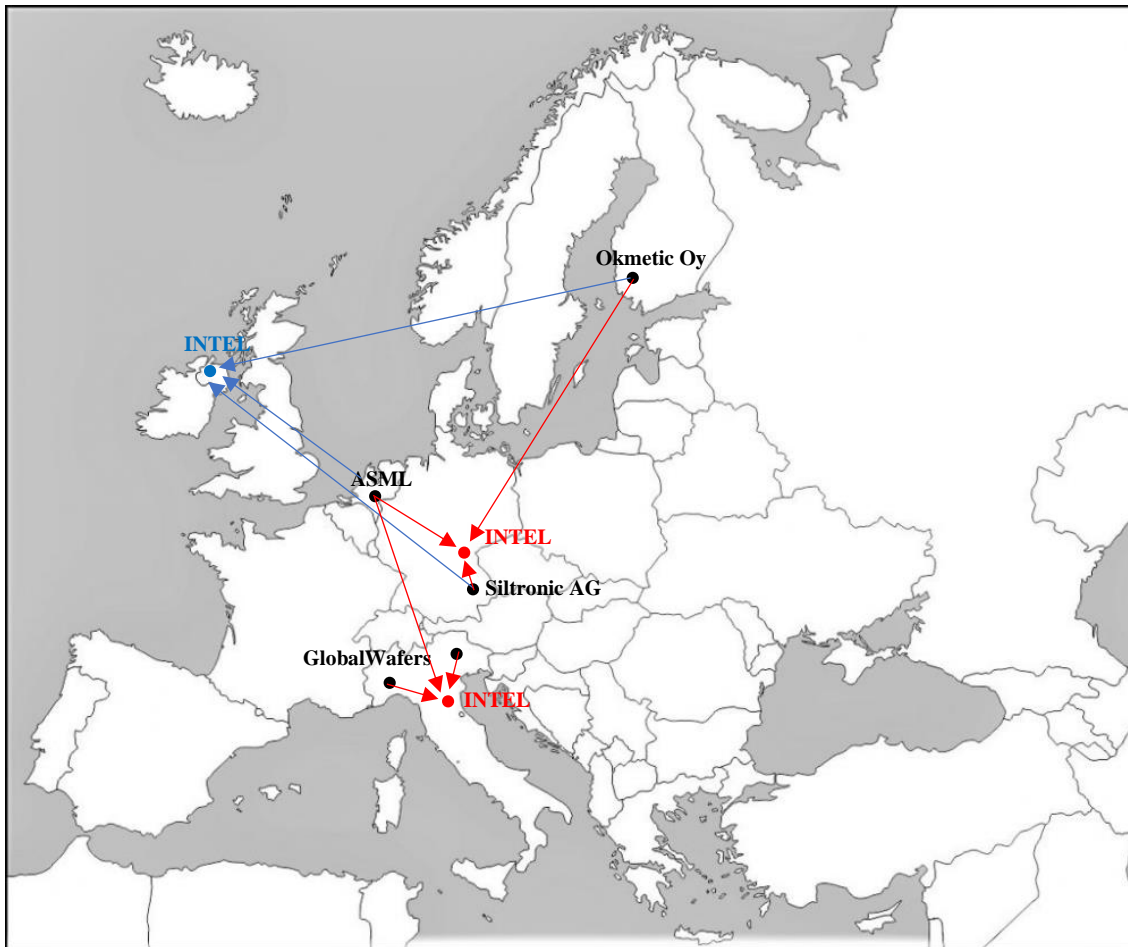 Okmetic Oy
INTEL
ASML
INTEL
Siltronic AG
GlobalWafers
INTEL